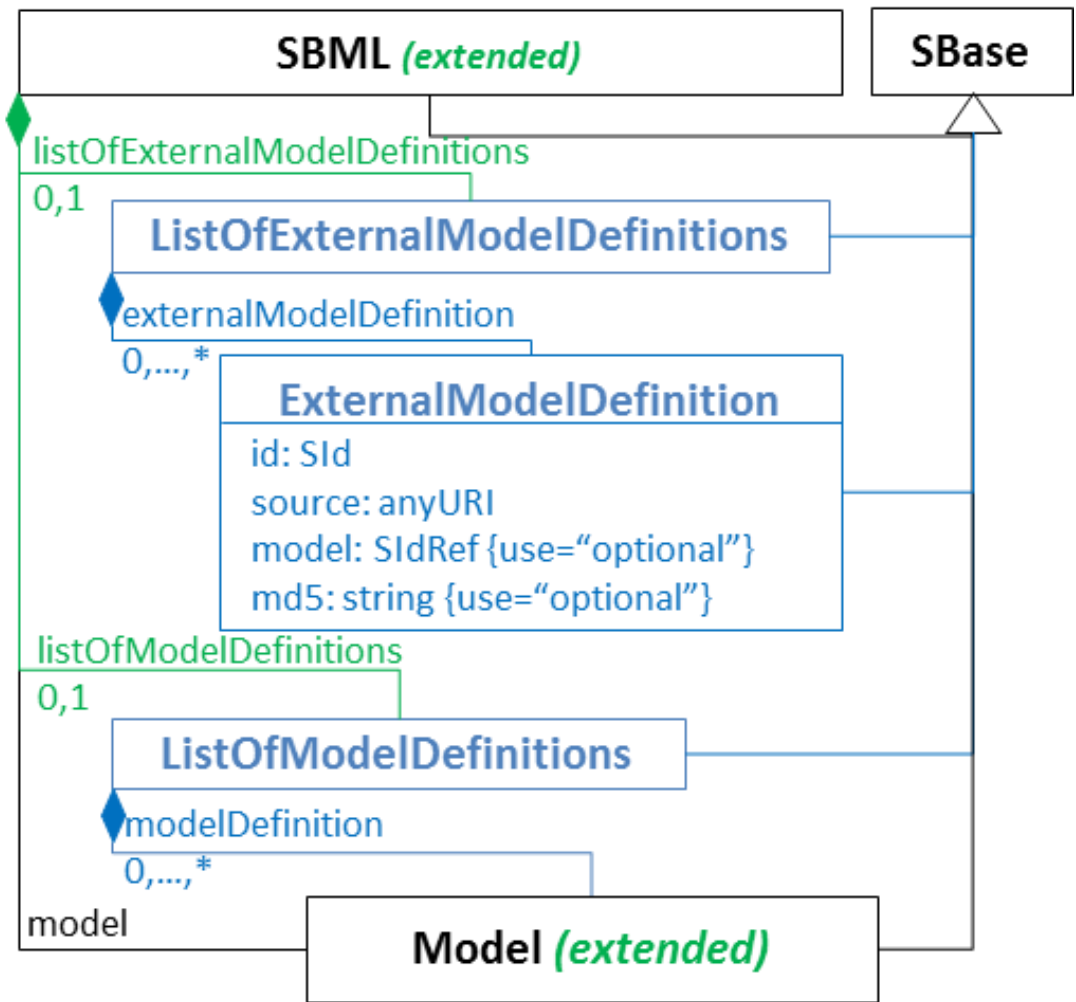 SBML (extended)
SBase
listOfExternalModelDefinitions
0,1
ListOfExternalModelDefinitions
externalModelDefinition
0,...,*
ExternalModelDefinition
id: SId
source: anyURI
model: SIdRef {use=“optional”}
md5: string {use=“optional”}
listOfModelDefinitions
0,1
ListOfModelDefinitions
modelDefinition
0,...,*
model
Model (extended)